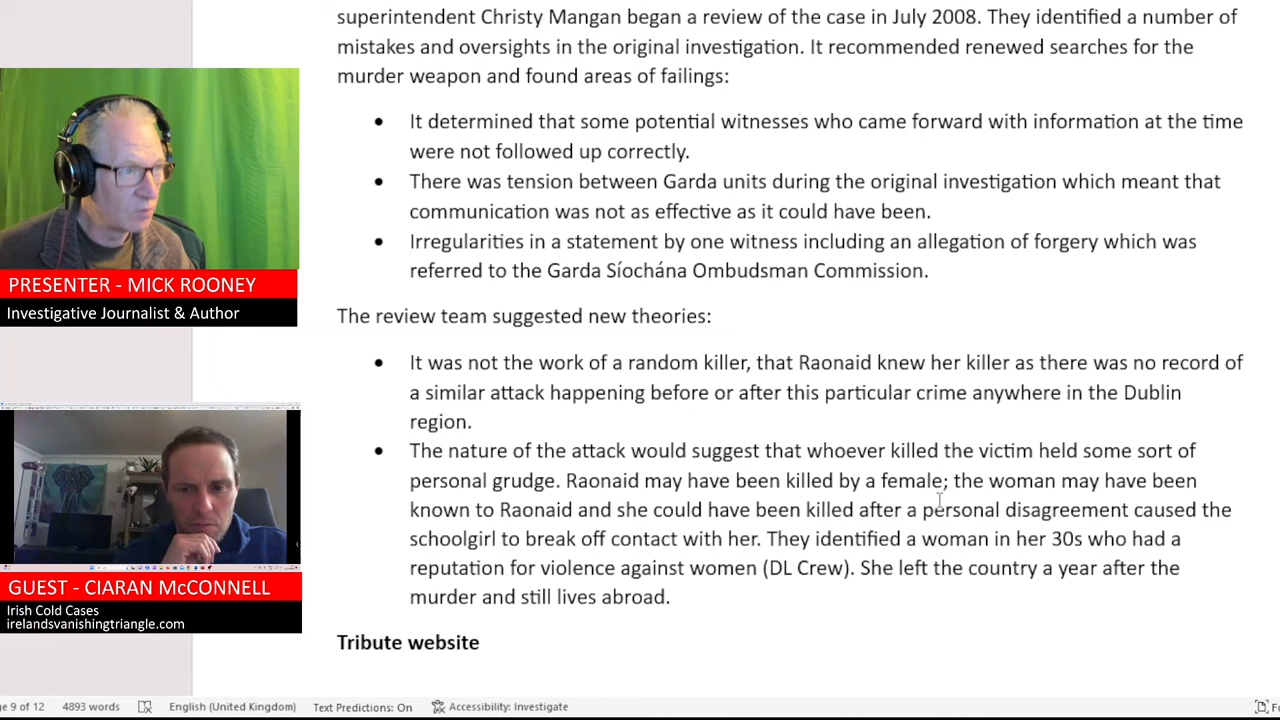 superintendent Christy Mangan began a review of the case in July 2008. They identified a number of
mistakes and oversights in the original investigation. It recommended renewed searches for the
murder weapon and found areas of failings:
• It determined that some potential witnesses who came forward with information at the time
were not followed up correctly.
• There was tension between Garda units during the original investigation which meant that
communication was not as effective as it could have been.
• Irregularities in a statement by one witness including an allegation of forgery which was
referred to the Garda Síochána Ombudsman Commission.
The review team suggested new theories:
• It was not the work of a random killer, that Raonaid knew her killer as there was no record of
a similar attack happening before or after this particular crime anywhere in the Dublin
region.
• The nature of the attack would suggest that whoever killed the victim held some sort of
personal grudge. Raonaid may have been killed by a female; the woman may have been
known to Raonaid and she could have been killed after a personal disagreement caused the
schoolgirl to break off contact with her. They identified a woman in her 30s who had a
reputation for violence against women (DL Crew). She left the country a year after the
murder and still lives abroad.
Tribute website
PRESENTER - MICK ROONEY
Investigative Journalist & Author
GUEST - CIARAN McCONNELL
Irish Cold Cases
irelandsvanishingtriangle.com
ge 9 of 12 4893 words English (United Kingdom) Text Predictions: On Accessibility: Investigate